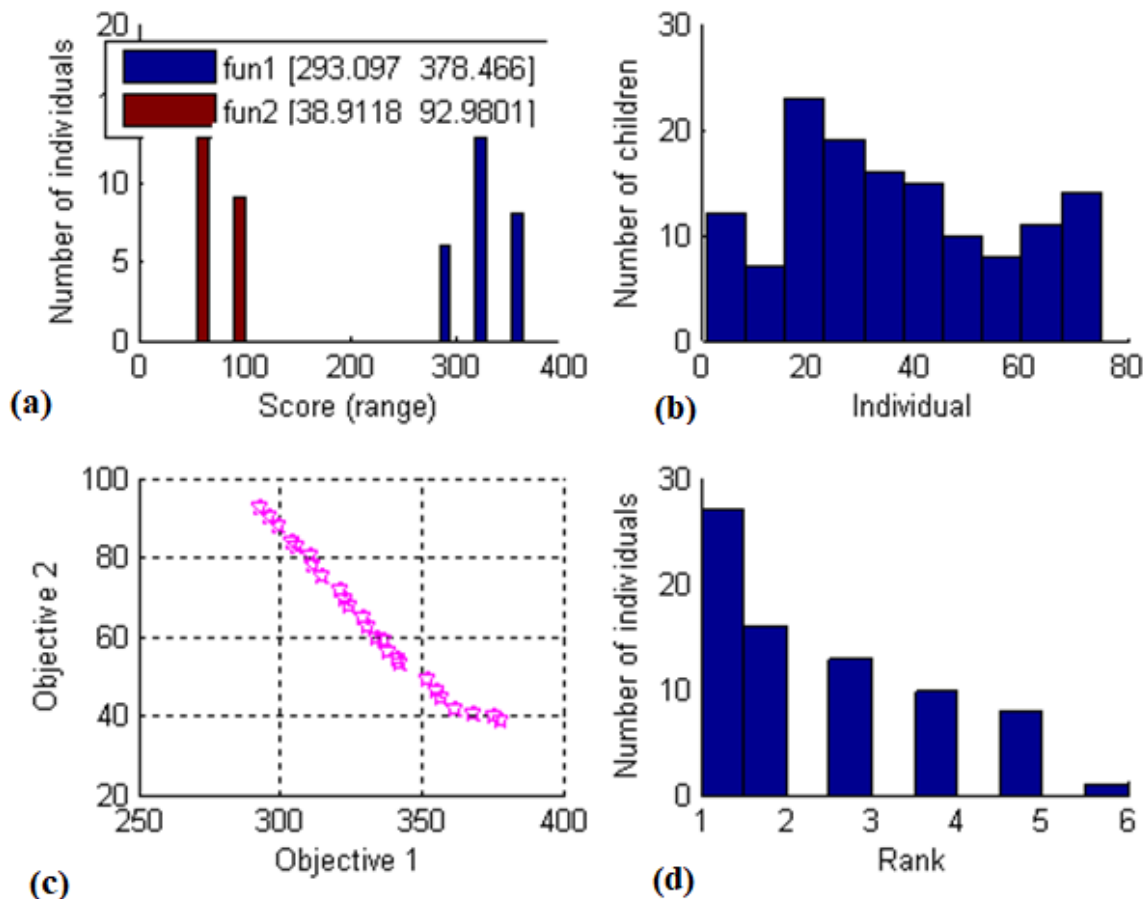 Number of individuals
20
10
5
0
fun1 [293.097 378.466]
fun2 [38.9118 92.9801]
0 100 200 300 400
Score (range)
(a)
Number of children
30
20
10
0
0 20 40 60 80
Individual
(b)
Objective 2
100
80
60
40
20
250 300 350 400
Objective 1
(c)
Number of individuals
30
20
10
0
1 2 3 4 5 6
Rank
(d)